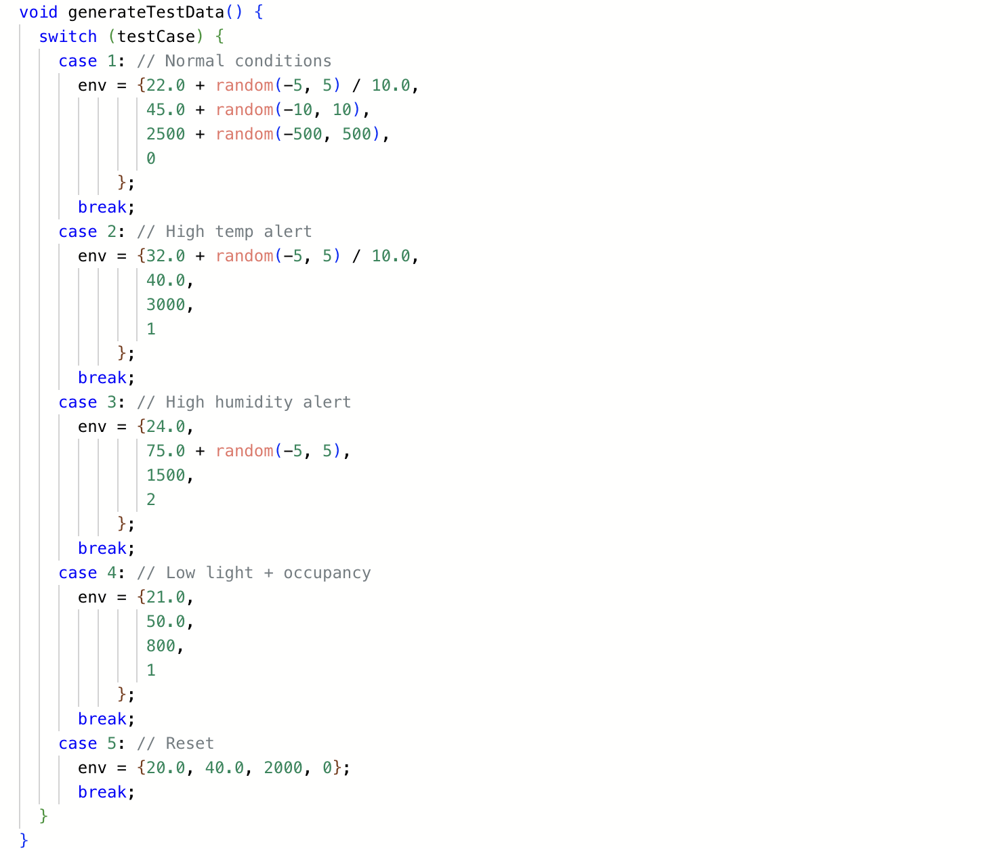 void generateTestData() {
  switch (testCase) {
    case 1: // Normal conditions
      env = {22.0 + random(-5, 5) / 10.0,
             45.0 + random(-10, 10),
             2500 + random(-500, 500),
             0
          };
      break;
    case 2: // High temp alert
      env = {32.0 + random(-5, 5) / 10.0,
             40.0,
             3000,
             1
          };
      break;
    case 3: // High humidity alert
      env = {24.0,
             75.0 + random(-5, 5),
             1500,
             2
          };
      break;
    case 4: // Low light + occupancy
      env = {21.0,
             50.0,
             800,
             1
          };
      break;
    case 5: // Reset
      env = {20.0, 40.0, 2000, 0};
      break;
  }
}